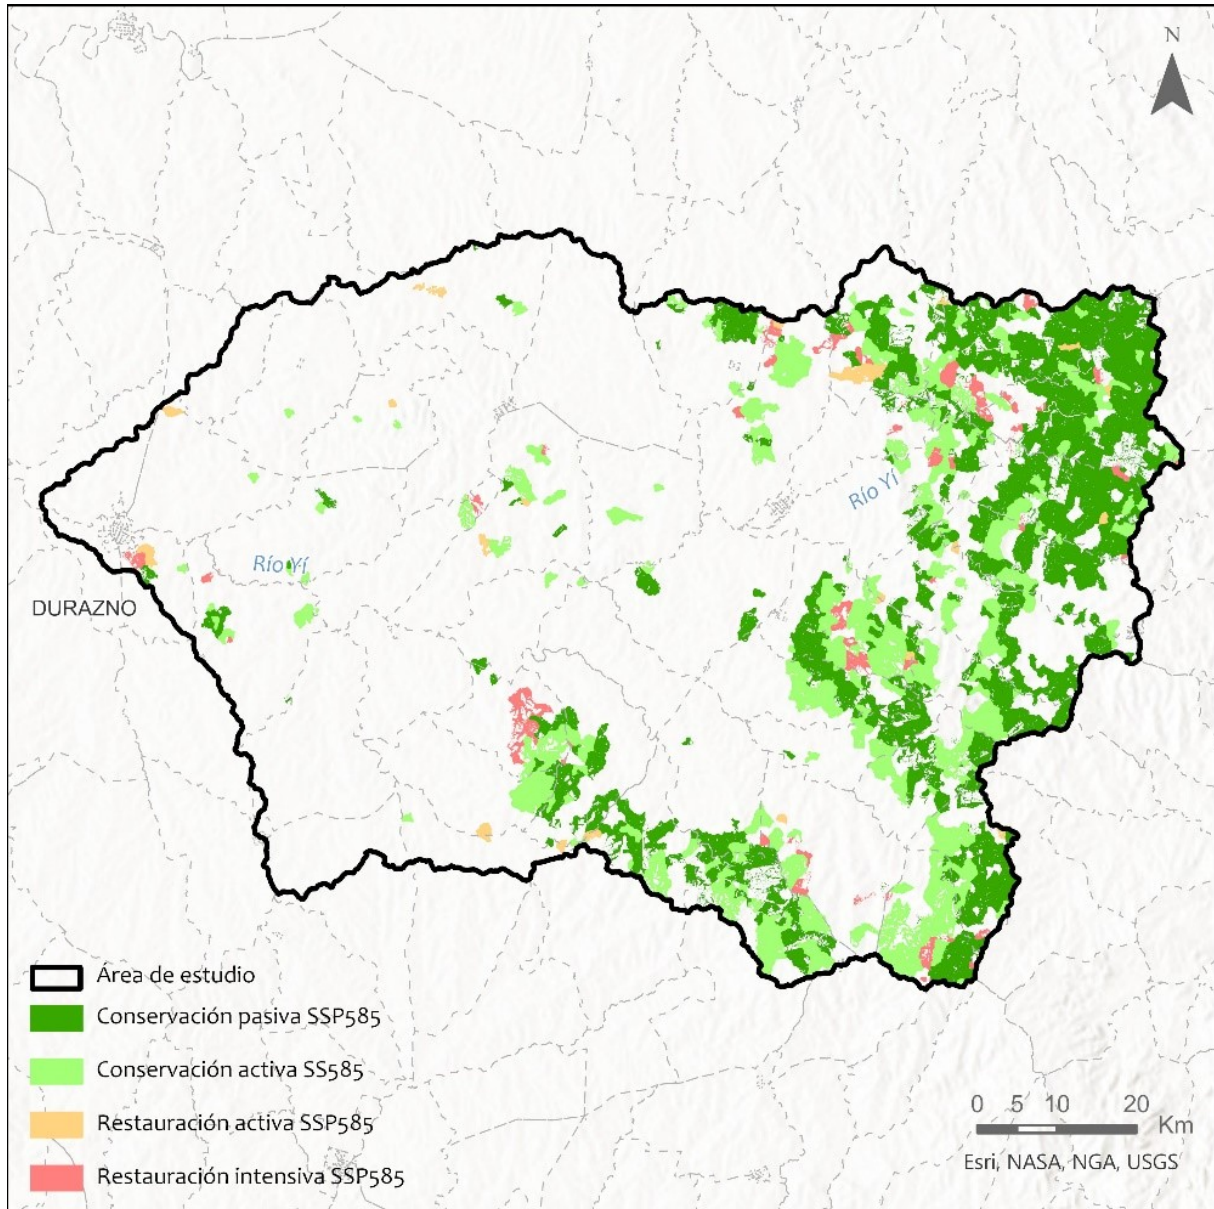 N
Río Yí
Río Yí
DURAZNO
Área de estudio
Conservación pasiva SSP585
Conservación activa SS585
Restauración activa SSP585
Restauración intensiva SSP585
0 5 10 20
Km
Esri, NASA, NGA, USGS